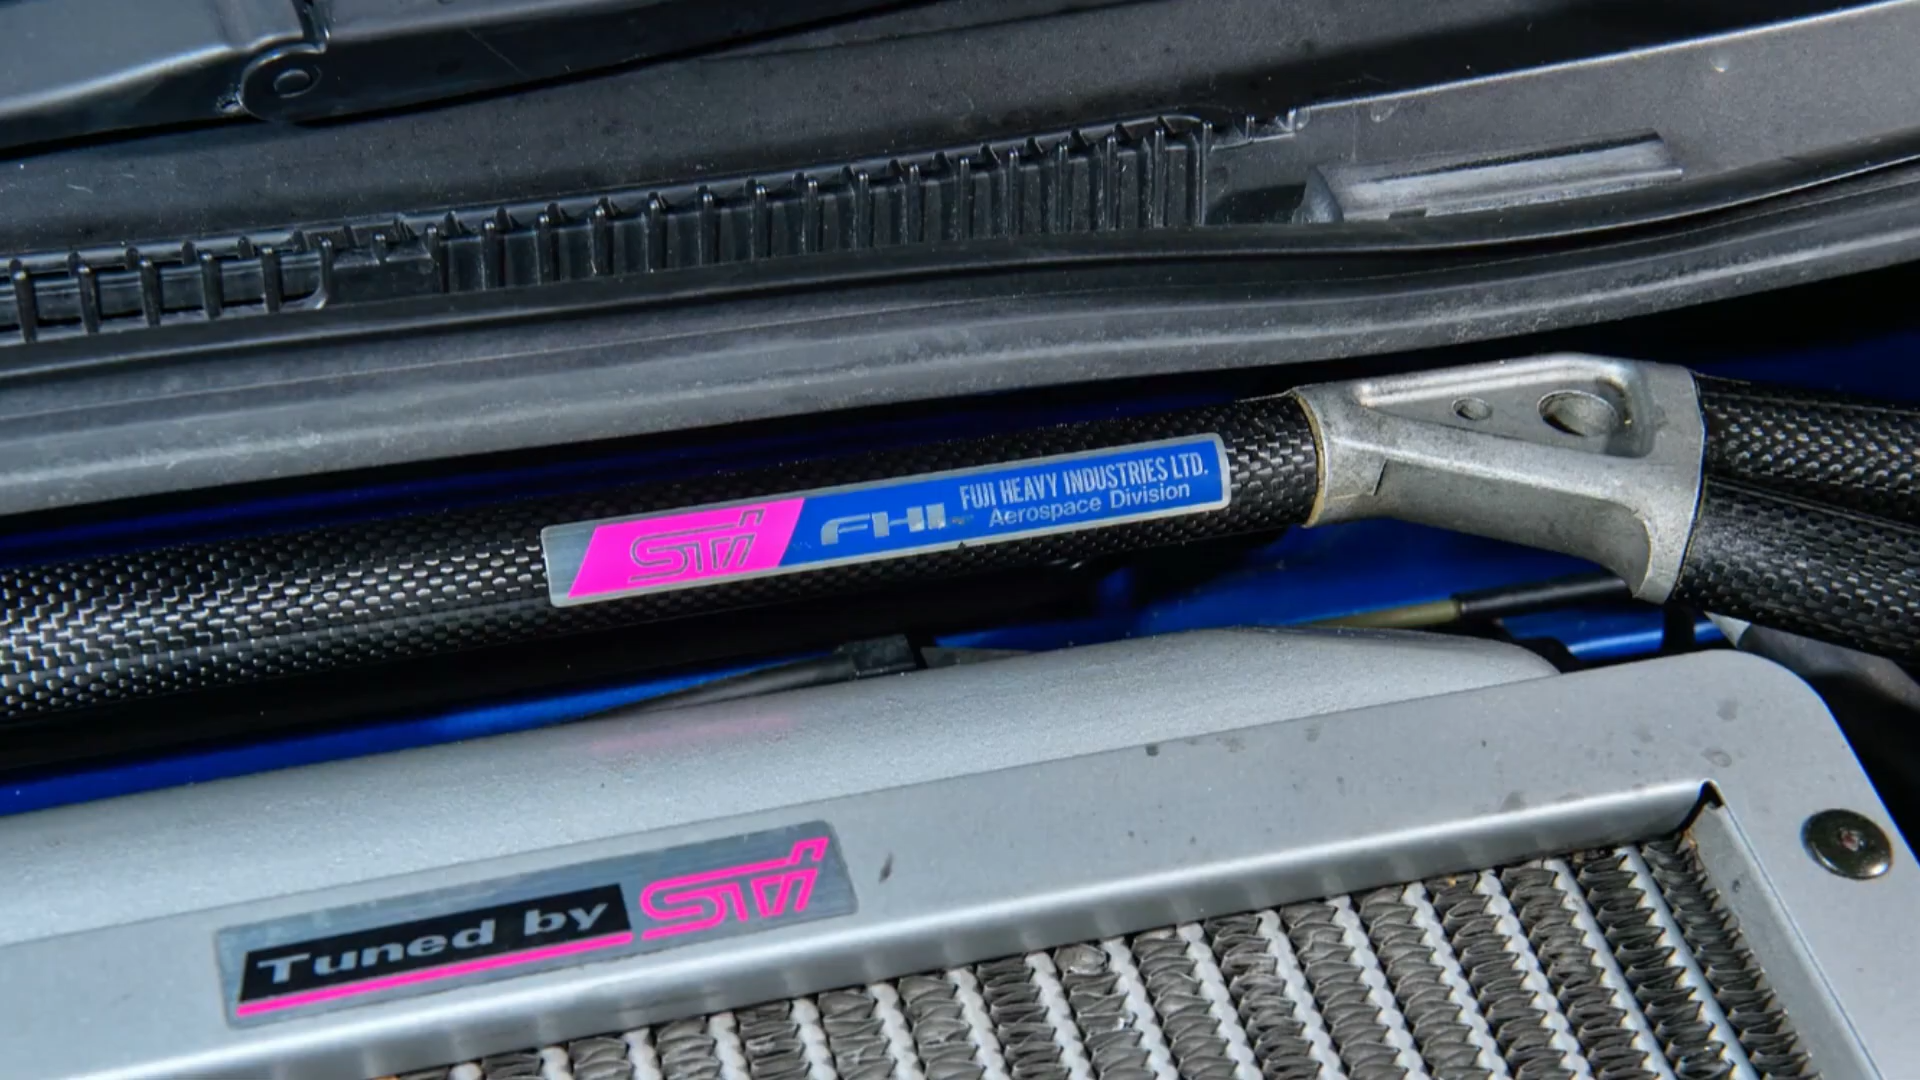 STi FHI FUJI HEAVY INDUSTRIES LTD.
Aerospace Division
Tuned by STi